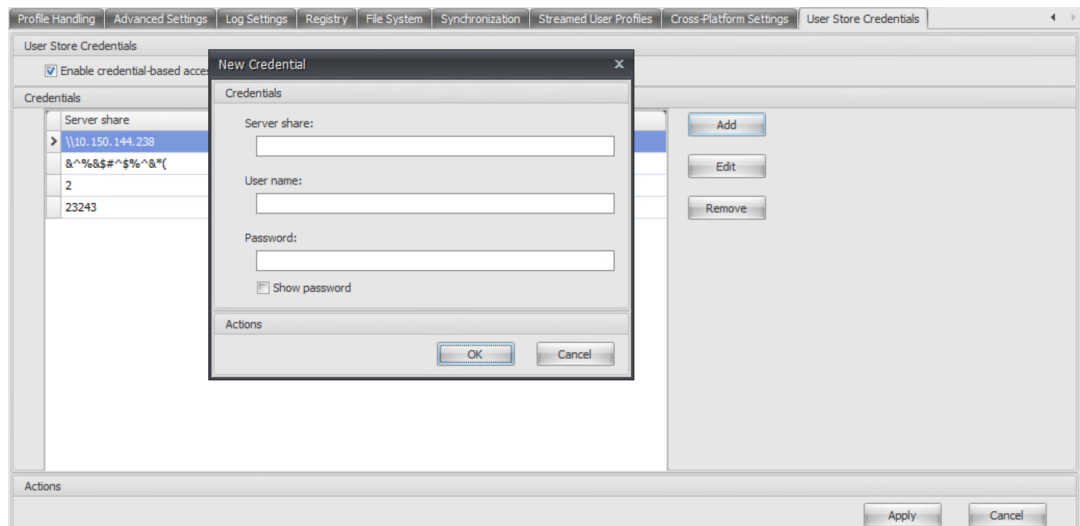 Profile Handling Advanced Settings Log Settings Registry File System Synchronization Streamed User Profiles Cross-Platform Settings User Store Credentials
User Store Credentials
Enable credential-based
Credentials
Server share
\\10.150.144.238
&^%&$#^$%^&*(
2
23243
New Credential x
Credentials
Server share:
User name:
Password:
Show password
Actions
OK Cancel
Add
Edit
Remove
Actions
Apply Cancel